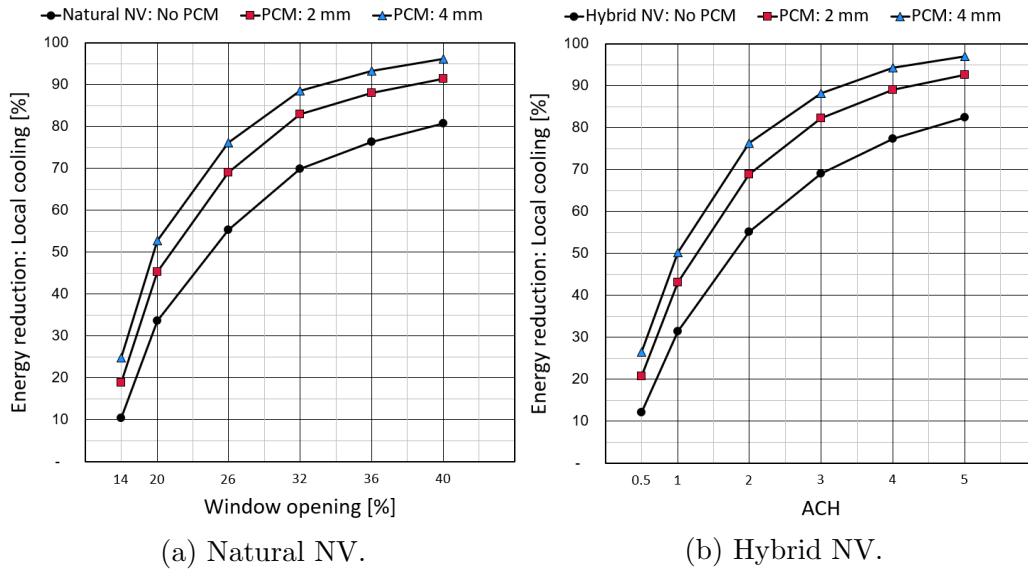 Natural NV: No PCM PCM: 2 mm PCM: 4 mm
Energy reduction: Local cooling [%]
100
90
80
70
60
50
40
30
20
10
-
14 20 26 32 36 40
Window opening [%]
(a) Natural NV.
Hybrid NV: No PCM PCM: 2 mm PCM: 4 mm
Energy reduction: Local cooling [%]
100
90
80
70
60
50
40
30
20
10
-
0.5 1 2 3 4 5
ACH
(b) Hybrid NV.